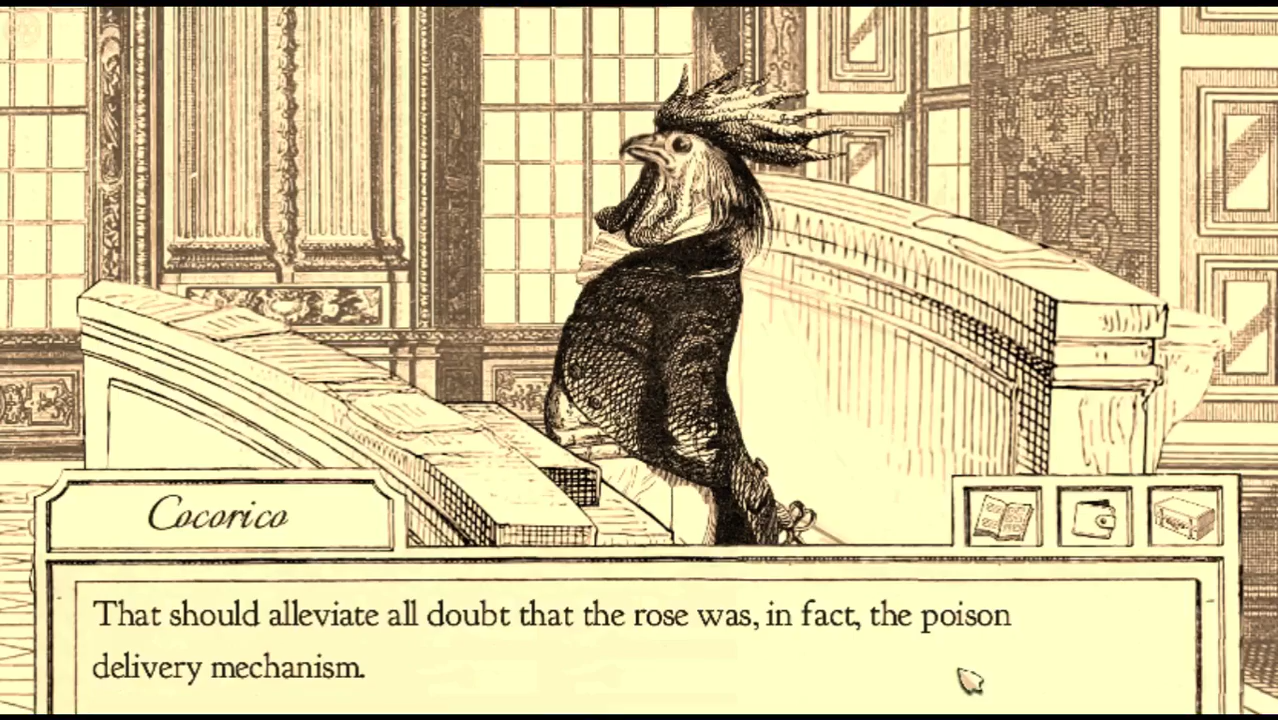 Cocorico
That should alleviate all doubt that the rose was, in fact, the poison
delivery mechanism.